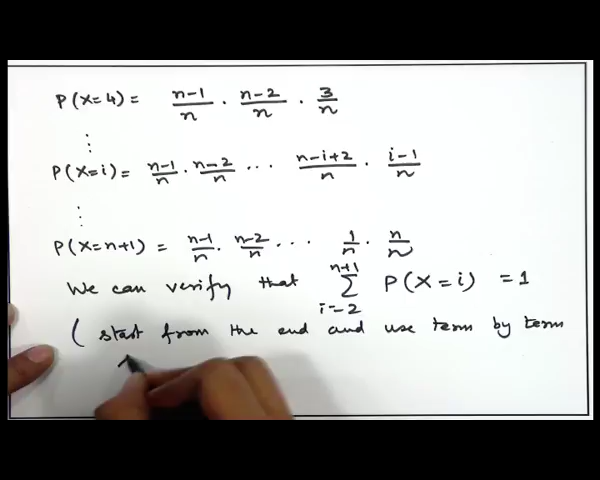 P(X=4) = n-1/n . n-2/n . 3/n
⋮
P(X=i) = n-1/n . n-2/n ... n-i+2/n . i-1/n
⋮
P(X=n+1) = n-1/n . n-2/n . ... 1/n . n/n
We can verify that n+1 Σ i=2 P(X=i) = 1
( start from the end and use term by term